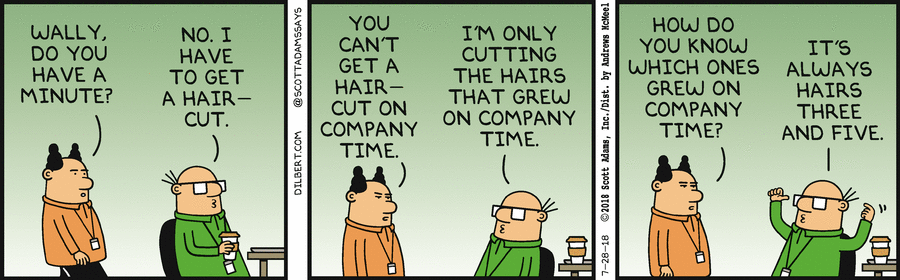 WALLY,
DO YOU
HAVE A
MINUTE?
NO. I
HAVE
TO GET
A HAIR–
CUT.
DILBERT.COM @SCOTTADAMSSAYS
YOU
CAN'T
GET A
HAIR–
CUT ON
COMPANY
TIME.
I'M ONLY
CUTTING
THE HAIRS
THAT GREW
ON COMPANY
TIME.
7-28-18 ©2018 Scott Adams, Inc./Dist. by Andrews McMeel
HOW DO
YOU KNOW
WHICH ONES
GREW ON
COMPANY
TIME?
IT'S
ALWAYS
HAIRS
THREE
AND FIVE.